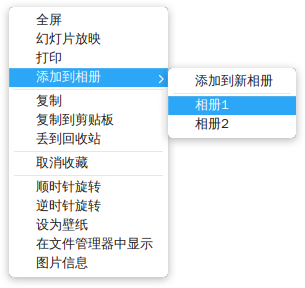 全屏
幻灯片放映
打印
添加到相册
复制
复制到剪贴板
丢到回收站
取消收藏
顺时针旋转
逆时针旋转
设为壁纸
在文件管理器中显示
图片信息
添加到新相册
相册1
相册2